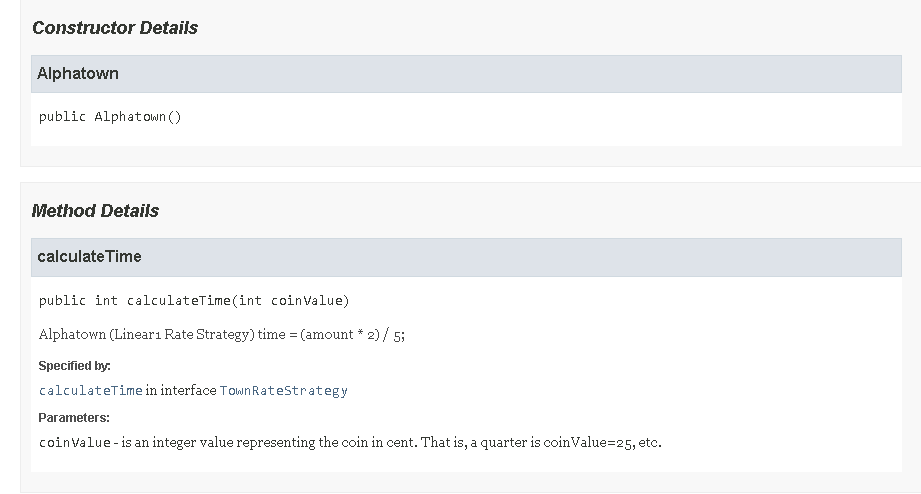 Constructor Details
Alphatown
public Alphatown()
Method Details
calculateTime
public int calculateTime(int coinValue)
Alphatown (Linear1 Rate Strategy) time = (amount * 2) / 5;
Specified by:
calculateTime in interface TownRateStrategy
Parameters:
coinValue - is an integer value representing the coin in cent. That is, a quarter is coinValue=25, etc.